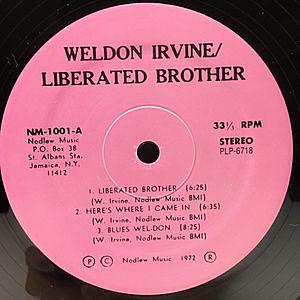 WELDON IRVINE/
LIBERATED BROTHER
NM-1001-A
Nodlew Music
P.O. Box 38
St. Albans Sta.
Jamaica, N.Y.
11412
33⅓ RPM
STEREO
PLP-6718
1. LIBERATED BROTHER (6:25)
(W. Irvine, Nodlew Music BMI)
2. HERE'S WHERE I CAME IN (6:35)
(W. Irvine, Nodlew Music BMI)
3. BLUES WEL-DON (8:25)
(W. Irvine, Nodlew Music BMI)
P C Nodlew Music 1972 R